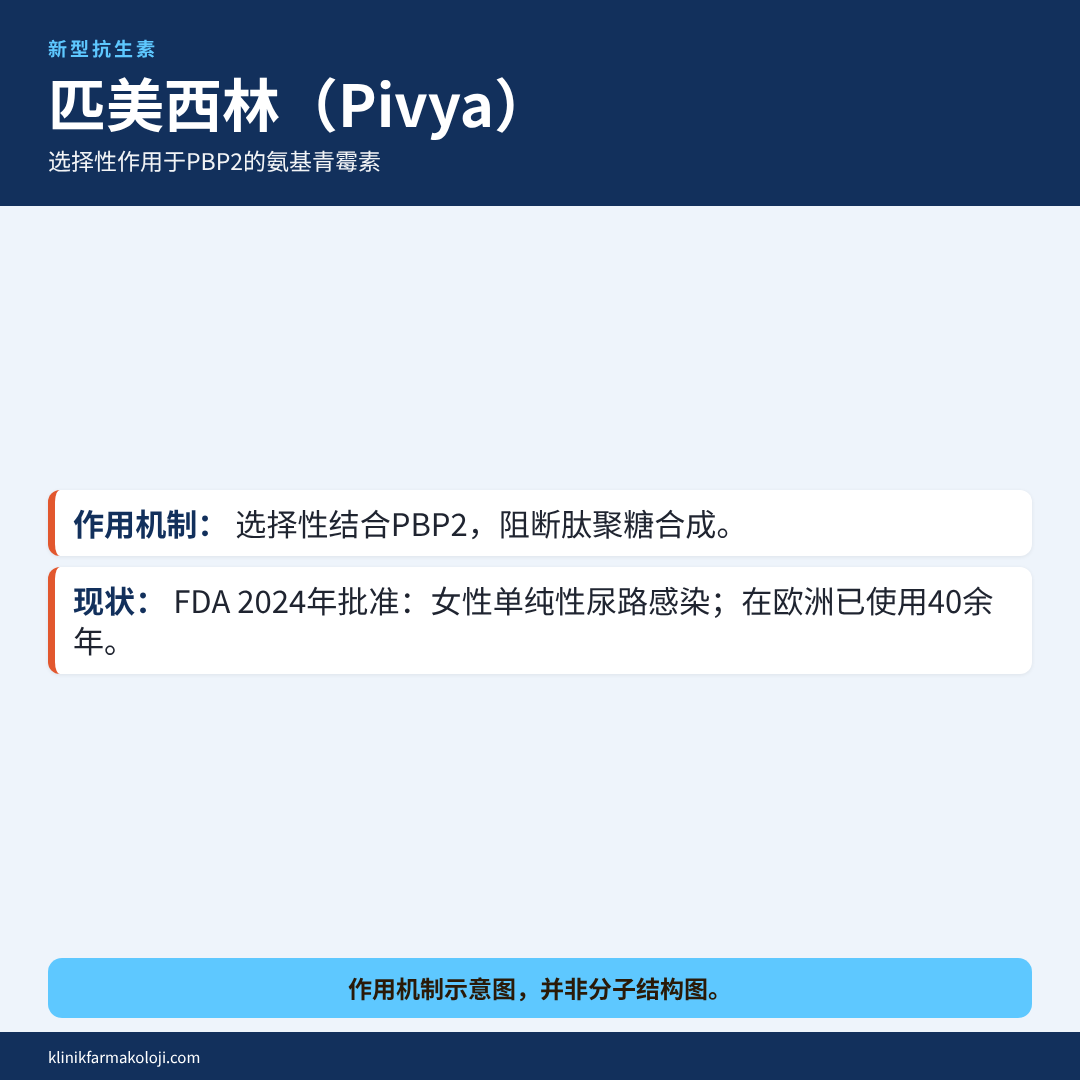 新型抗生素
匹美西林（Pivya）
选择性作用于PBP2的氨基青霉素
作用机制： 选择性结合PBP2，阻断肽聚糖合成。
现状： FDA 2024年批准：女性单纯性尿路感染；在欧洲已使用40余
年。
作用机制示意图，并非分子结构图。
klinikfarmakoloji.com